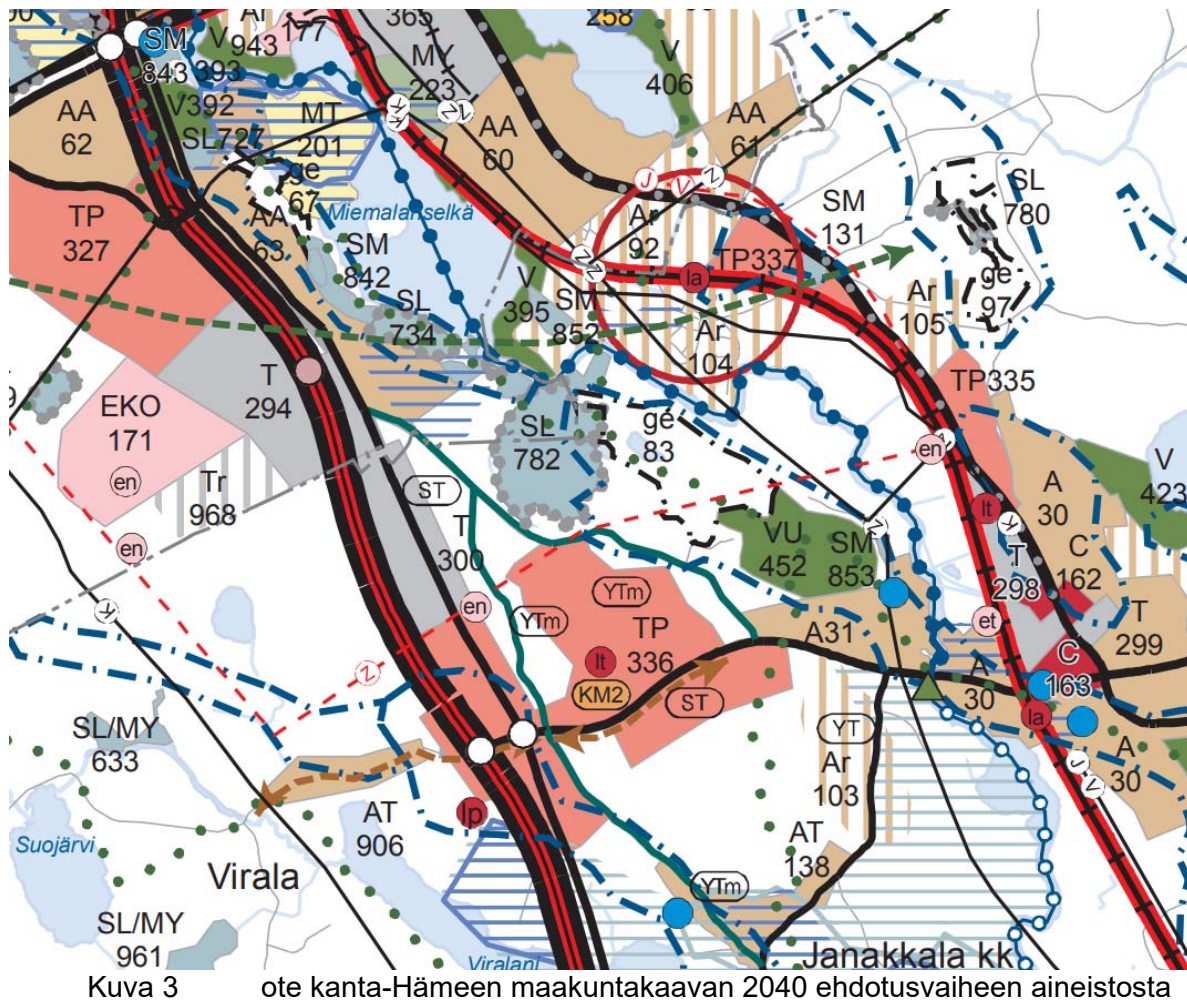 365
258
Ar
177
V
943
SM
843
393
MY
223
V
406
V392
AA
62
MT
201
SL727
AA
60
AA
61
ge
67
Miemalanselkä
J
V
Z
TP
327
AA
63
SM
842
Ar
92
TP337
SM
131
SL
780
Z
Z
la
V
395
SM
852
ge
97
SL
734
Ar
104
Ar
105
T
294
TP335
EKO
171
SL
782
ge
83
en
V
423
Tr
968
en
ST
A
30
lt
K
T
300
VU
452
Z
SM
853
T
298
C
162
en
YTm
K
en
YTm
TP
336
et
T
299
A31
lt
KM2
ST
A
30
C
163
Z
la
SL/MY
633
YT
Ar
103
A
30
J
V
AT
906
lp
Suojärvi
AT
138
Virala
YTm
SL/MY
961
Viralanj
Janakkala kk
Kuva 3 ote kanta-Hämeen maakuntakaavan 2040 ehdotusvaiheen aineistosta